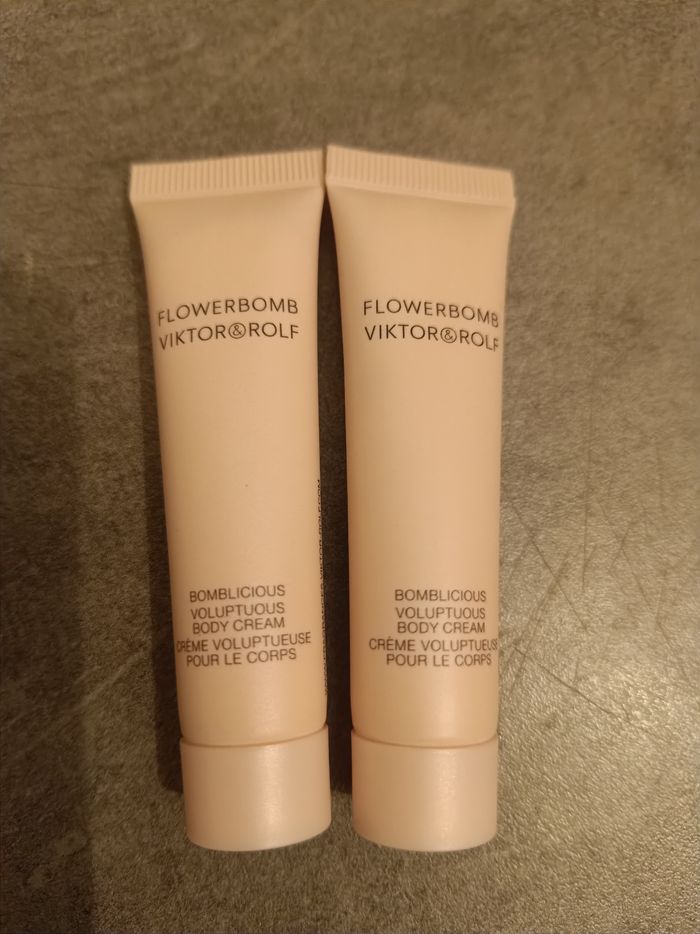 FLOWERBOMB
VIKTOR&ROLF
BOMBLICIOUS
VOLUPTUOUS
BODY CREAM
CRÈME VOLUPTUEUSE
POUR LE CORPS
FLOWERBOMB
VIKTOR&ROLF
BOMBLICIOUS
VOLUPTUOUS
BODY CREAM
CRÈME VOLUPTUEUSE
POUR LE CORPS